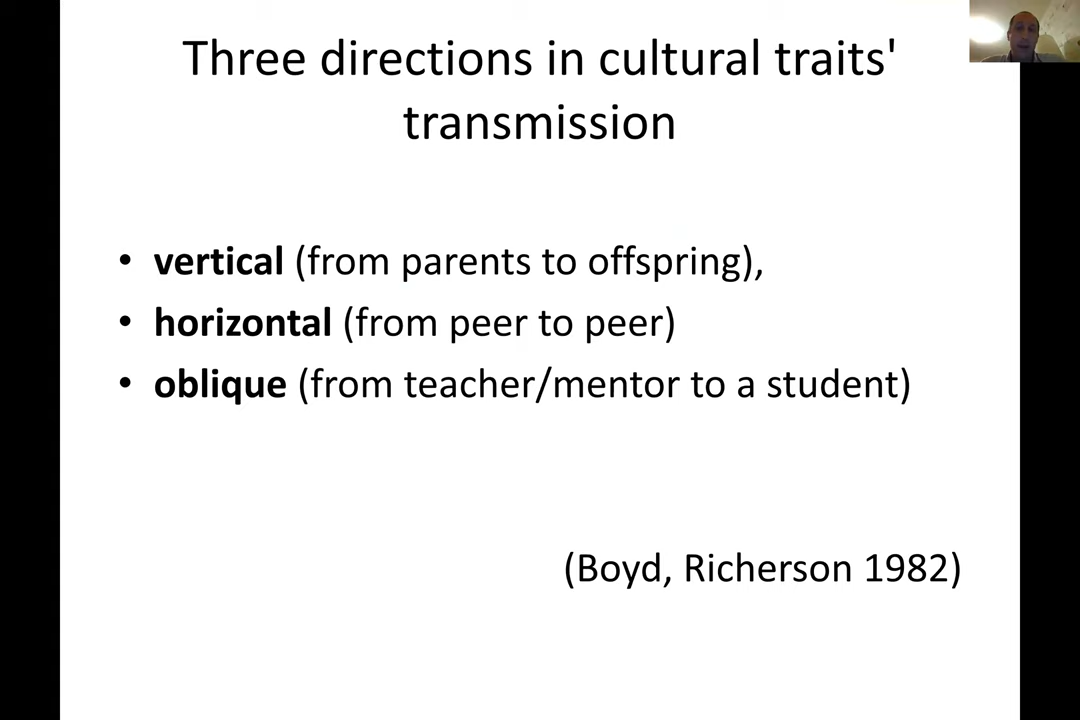 Three directions in cultural traits'
transmission
• vertical (from parents to offspring),
• horizontal (from peer to peer)
• oblique (from teacher/mentor to a student)
(Boyd, Richerson 1982)